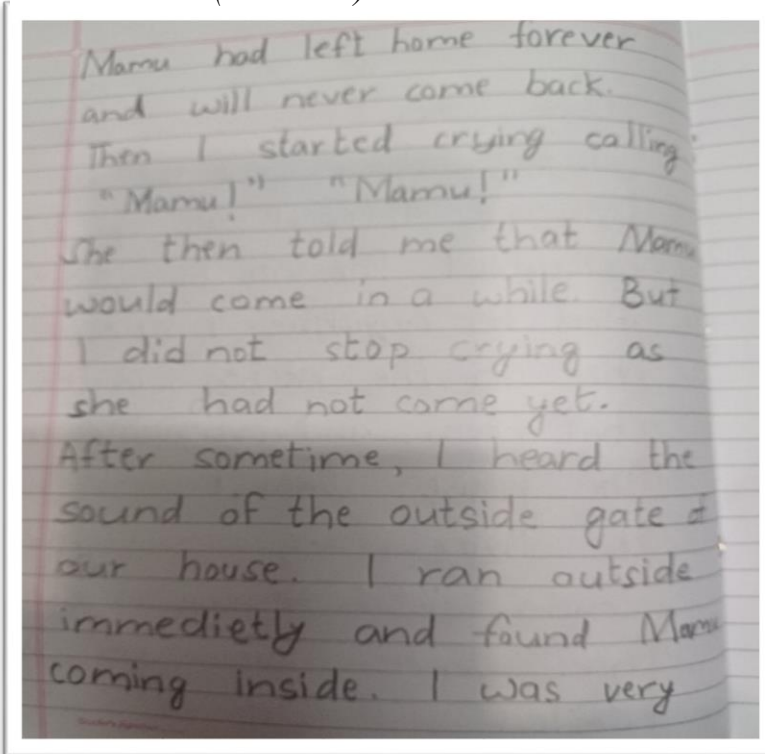 Mamu had left home forever
and will never come back.
Then I started crying calling
"Mamu!" "Mamu!"
She then told me that Mamu
would come in a while. But
I did not stop crying as
she had not come yet.
After sometime, I heard the
sound of the outside gate of
our house. I ran outside
immedietly and found Mamu
coming inside. I was very